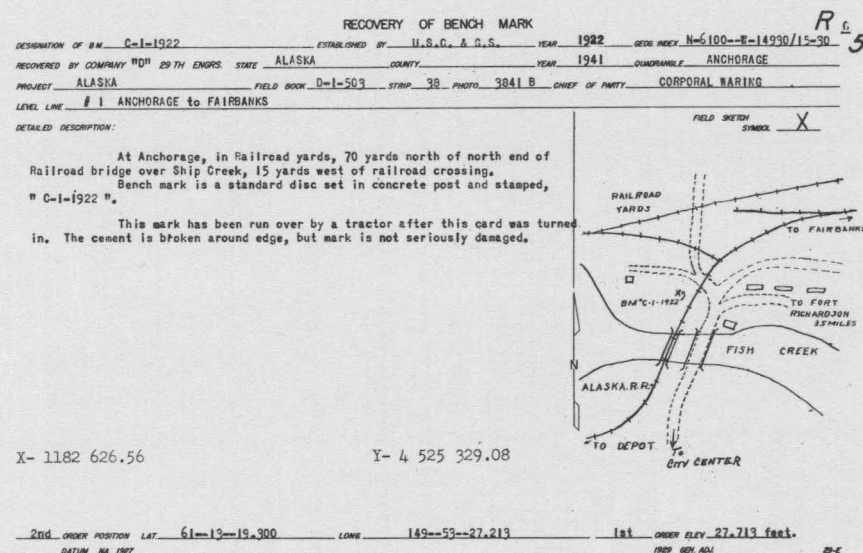 RECOVERY OF BENCH MARK R G-5
DESIGNATION OF B M C-1-1922 ESTABLISHED BY U.S.C. & G.S. YEAR 1922 GEOG. INDEX N-6100--E-14930/15-30
RECOVERED BY COMPANY "D" 29 TH ENGRS. STATE ALASKA COUNTY YEAR 1941 QUADRANGLE ANCHORAGE
PROJECT ALASKA FIELD BOOK D-1-503 STRIP 38 PHOTO 3841 B CHIEF OF PARTY CORPORAL WARING
LEVEL LINE # 1 ANCHORAGE to FAIRBANKS
DETAILED DESCRIPTION:
FIELD SKETCH
SYMBOL X
At Anchorage, in Railroad yards, 70 yards north of north end of
Railroad bridge over Ship Creek, 15 yards west of railroad crossing.
Bench mark is a standard disc set in concrete post and stamped,
" C-1-1922 ".
This mark has been run over by a tractor after this card was turned
in. The cement is broken around edge, but mark is not seriously damaged.
RAILROAD
YARDS
TO FAIRBANKS
X
BM "C-1-1922"
TO FORT
RICHARDSON
3.5 MILES
FISH CREEK
N
ALASKA. R.R.
TO DEPOT
TO
CITY CENTER
X- 1182 626.56 Y- 4 525 329.08
2nd ORDER POSITION LAT 61--13--19.300 LONG 149--53--27.213 1st ORDER ELEV 27.713 feet.
DATUM NA 1927 1929 GEN. ADJ. 29-E